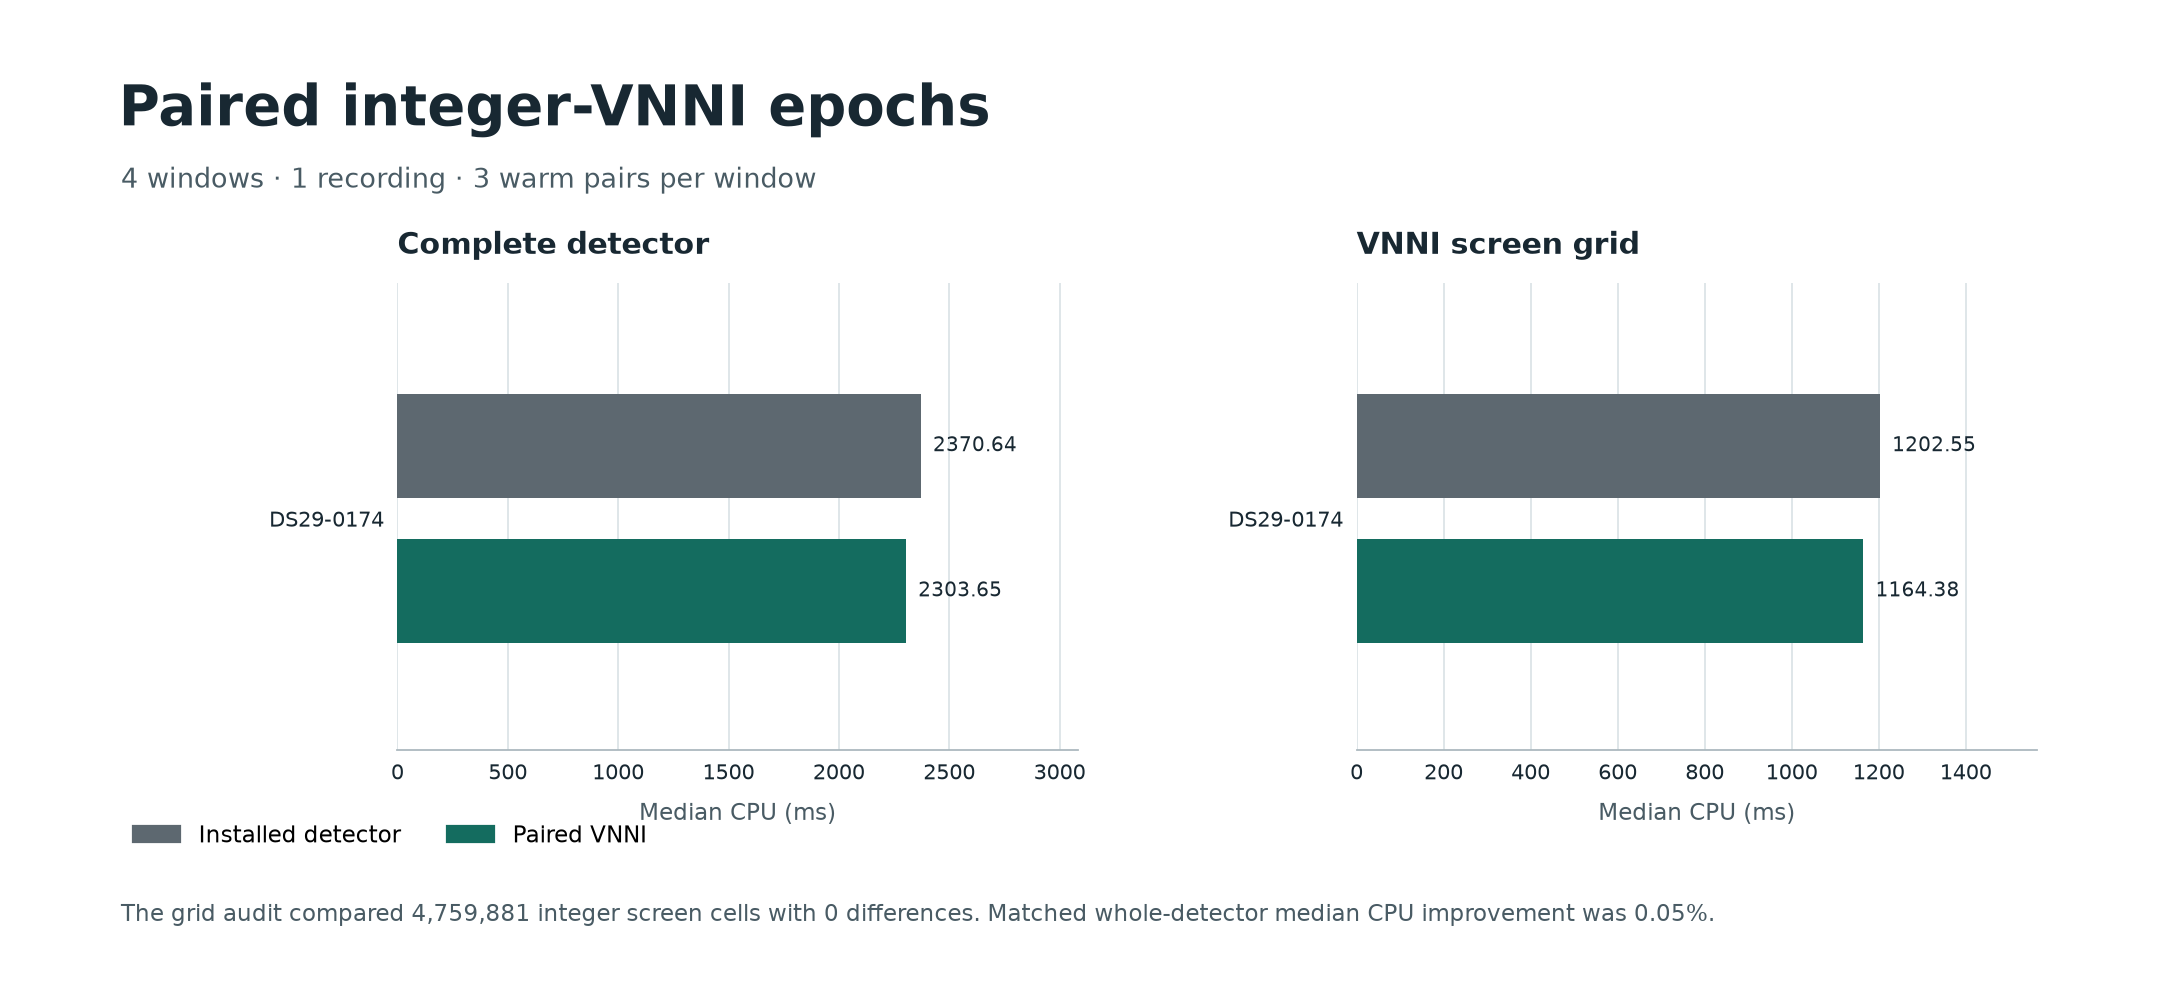 Paired integer-VNNI epochs
4 windows · 1 recording · 3 warm pairs per window
Complete detector
2370.64
DS29-0174
2303.65
0 500 1000 1500 2000 2500 3000
Median CPU (ms)
VNNI screen grid
1202.55
DS29-0174
1164.38
0 200 400 600 800 1000 1200 1400
Median CPU (ms)
Installed detector
Paired VNNI
The grid audit compared 4,759,881 integer screen cells with 0 differences. Matched whole-detector median CPU improvement was 0.05%.